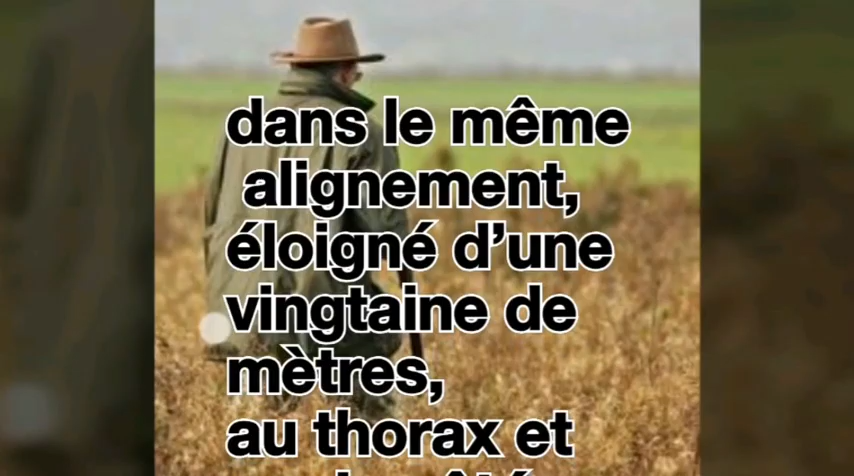 dans le même
alignement,
éloigné d’une
vingtaine de
mètres,
au thorax et